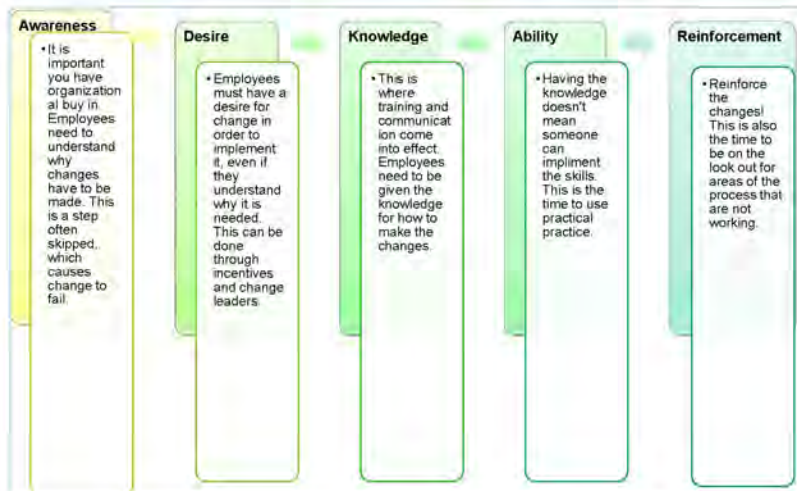 Awareness
•It is
important
you have
organization
al buy in.
Employees
need to
understand
why
changes
have to be
made. This
is a step
often
skipped,
which
causes
change to
fail.
Desire
•Employees
must have a
desire for
change in
order to
implement
it, even if
they
understand
why it is
needed.
This can be
done
through
incentives
and change
leaders.
Knowledge
•This is
where
training and
communicat
ion come
into effect.
Employees
need to be
given the
knowledge
for how to
make the
changes.
Ability
•Having the
knowledge
doesn't
mean
someone
can
impliment
the skills.
This is the
time to use
practical
practice.
Reinforcement
•Reinforce
the
changes!
This is also
the time to
be on the
look out for
areas of the
process that
are not
working.